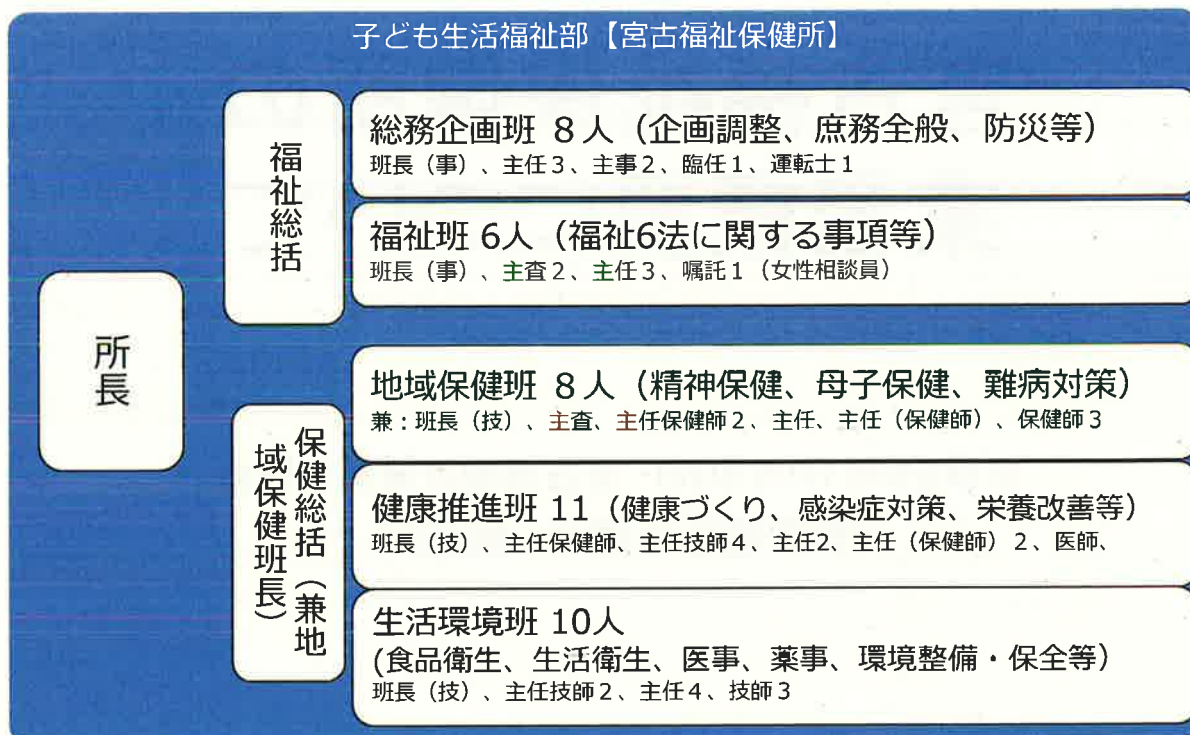 子ども生活福祉部【宮古福祉保健所】
所長
福祉総括
総務企画班 8人（企画調整、庶務全般、防災等）
班長（事）、主任3、主事2、臨任1、運転士1
福祉班 6人（福祉6法に関する事項等）
班長（事）、主査2、主任3、嘱託1（女性相談員）
保健総括（兼地
域保健班長）
地域保健班 8人（精神保健、母子保健、難病対策）
兼：班長（技）、主査、主任保健師2、主任、主任（保健師）、保健師3
健康推進班 11（健康づくり、感染症対策、栄養改善等）
班長（技）、主任保健師、主任技師4、主任2、主任（保健師）2、医師、
生活環境班 10人
(食品衛生、生活衛生、医事、薬事、環境整備・保全等）
班長（技）、主任技師2、主任4、技師3